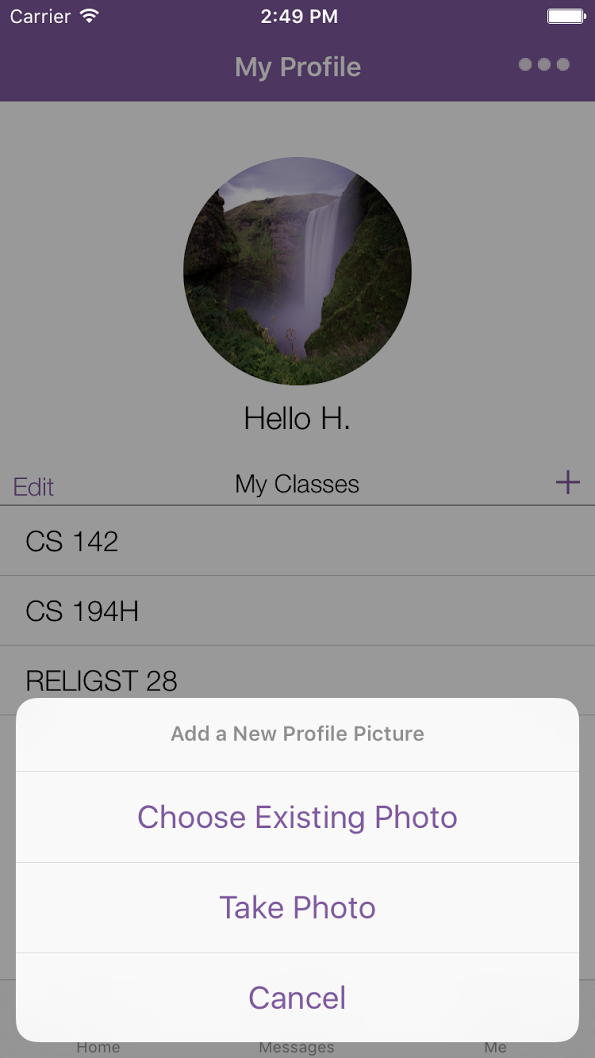 Carrier 2:49 PM
My Profile
Hello H.
Edit My Classes +
CS 142
CS 194H
RELIGST 28
Add a New Profile Picture
Choose Existing Photo
Take Photo
Cancel
Home Messages Me